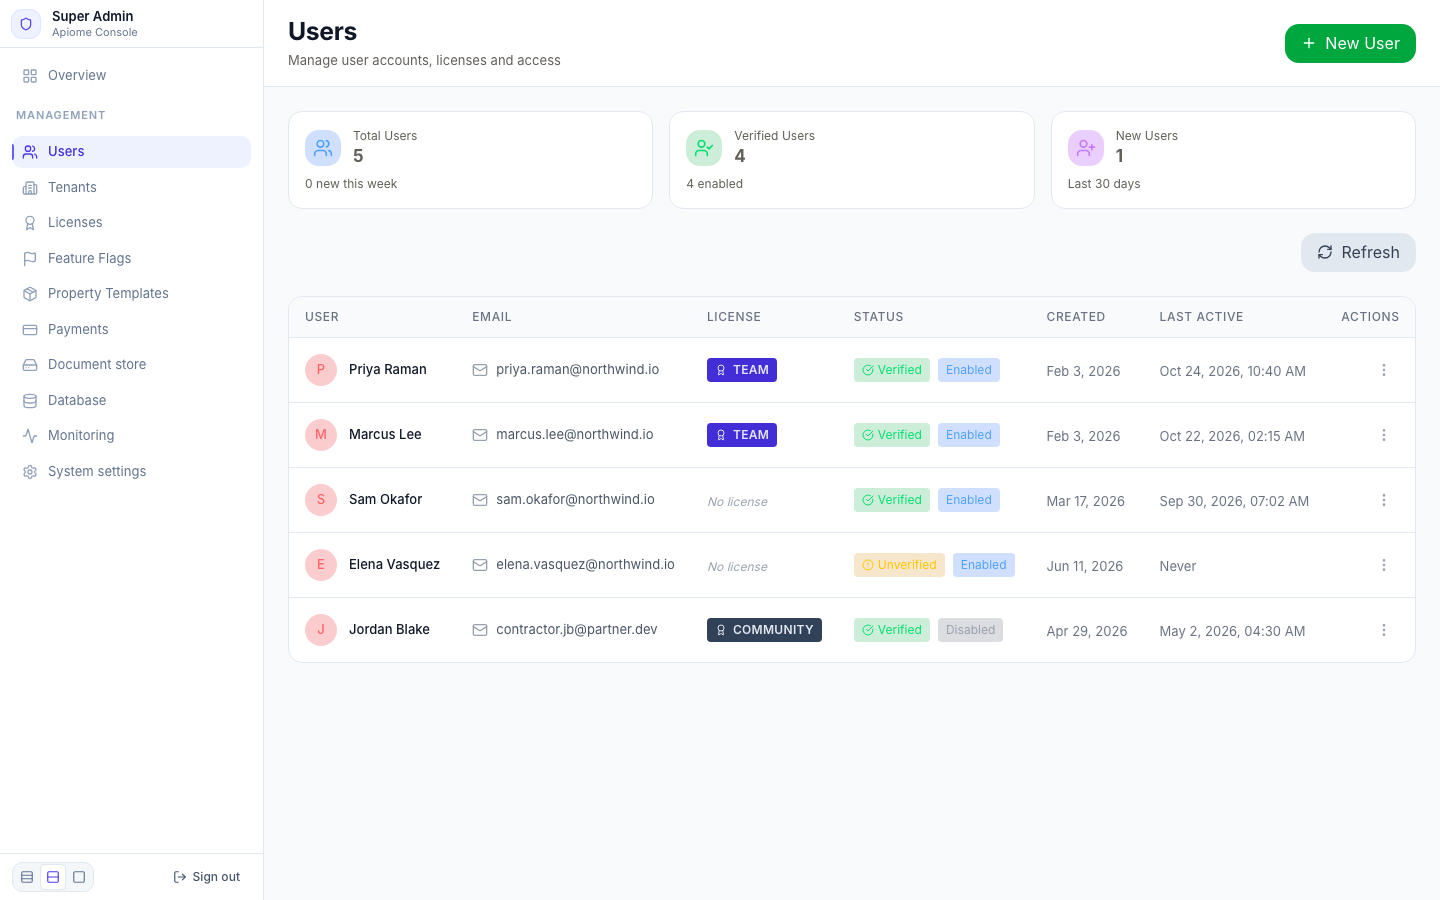 Super Admin
Apiome Console
Overview
MANAGEMENT
Users
Tenants
Licenses
Feature Flags
Property Templates
Payments
Document store
Database
Monitoring
System settings
Sign out
Users
Manage user accounts, licenses and access
New User
Total Users
5
0 new this week
Verified Users
4
4 enabled
New Users
1
Last 30 days
Refresh
USER EMAIL LICENSE STATUS CREATED LAST ACTIVE ACTIONS
P Priya Raman priya.raman@northwind.io TEAM Verified Enabled Feb 3, 2026 Oct 24, 2026, 10:40 AM
M Marcus Lee marcus.lee@northwind.io TEAM Verified Enabled Feb 3, 2026 Oct 22, 2026, 02:15 AM
S Sam Okafor sam.okafor@northwind.io No license Verified Enabled Mar 17, 2026 Sep 30, 2026, 07:02 AM
E Elena Vasquez elena.vasquez@northwind.io No license Unverified Enabled Jun 11, 2026 Never
J Jordan Blake contractor.jb@partner.dev COMMUNITY Verified Disabled Apr 29, 2026 May 2, 2026, 04:30 AM